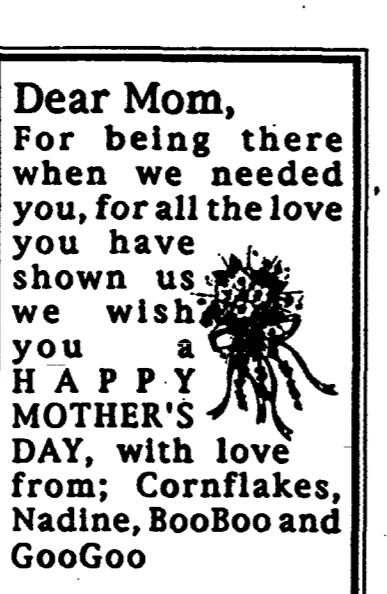 Dear Mom,
For being there
when we needed
you, for all the love
you have
shown us
we wish
you a
H A P P Y
MOTHER'S
DAY, with love
from; Cornflakes,
Nadine, BooBoo and
GooGoo